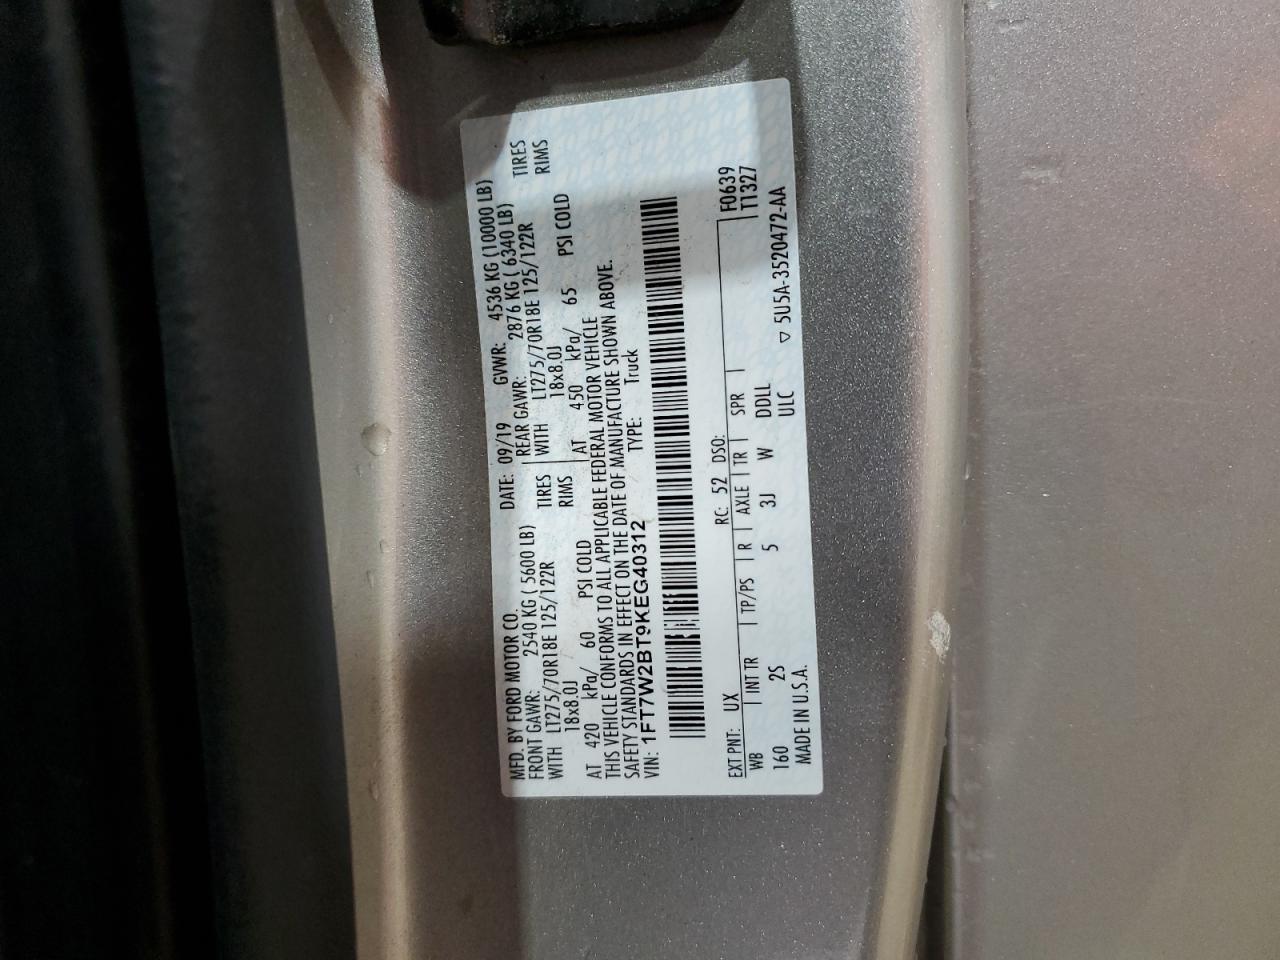 MFD. BY FORD MOTOR CO.
DATE: 09/19 GVWR: 4536 KG (10000 LB)
FRONT GAWR: 2540 KG ( 5600 LB) REAR GAWR: 2876 KG ( 6340 LB)
WITH LT275/70R18E 125/122R TIRES WITH LT275/70R18E 125/122R TIRES
18x8.0J RIMS 18x8.0J RIMS
AT 420 kPa/ 60 PSI COLD AT 450 kPa/ 65 PSI COLD
THIS VEHICLE CONFORMS TO ALL APPLICABLE FEDERAL MOTOR VEHICLE
SAFETY STANDARDS IN EFFECT ON THE DATE OF MANUFACTURE SHOWN ABOVE.
VIN: 1FT7W2BT9KEG40312 TYPE: Truck
EXT PNT: UX RC: 52 DSO: F0639
WB INT TR TP/PS R AXLE TR SPR T1327
160 2S 5 3J W DDLL
MADE IN U.S.A. ULC ▽ 5U5A-3520472-AA